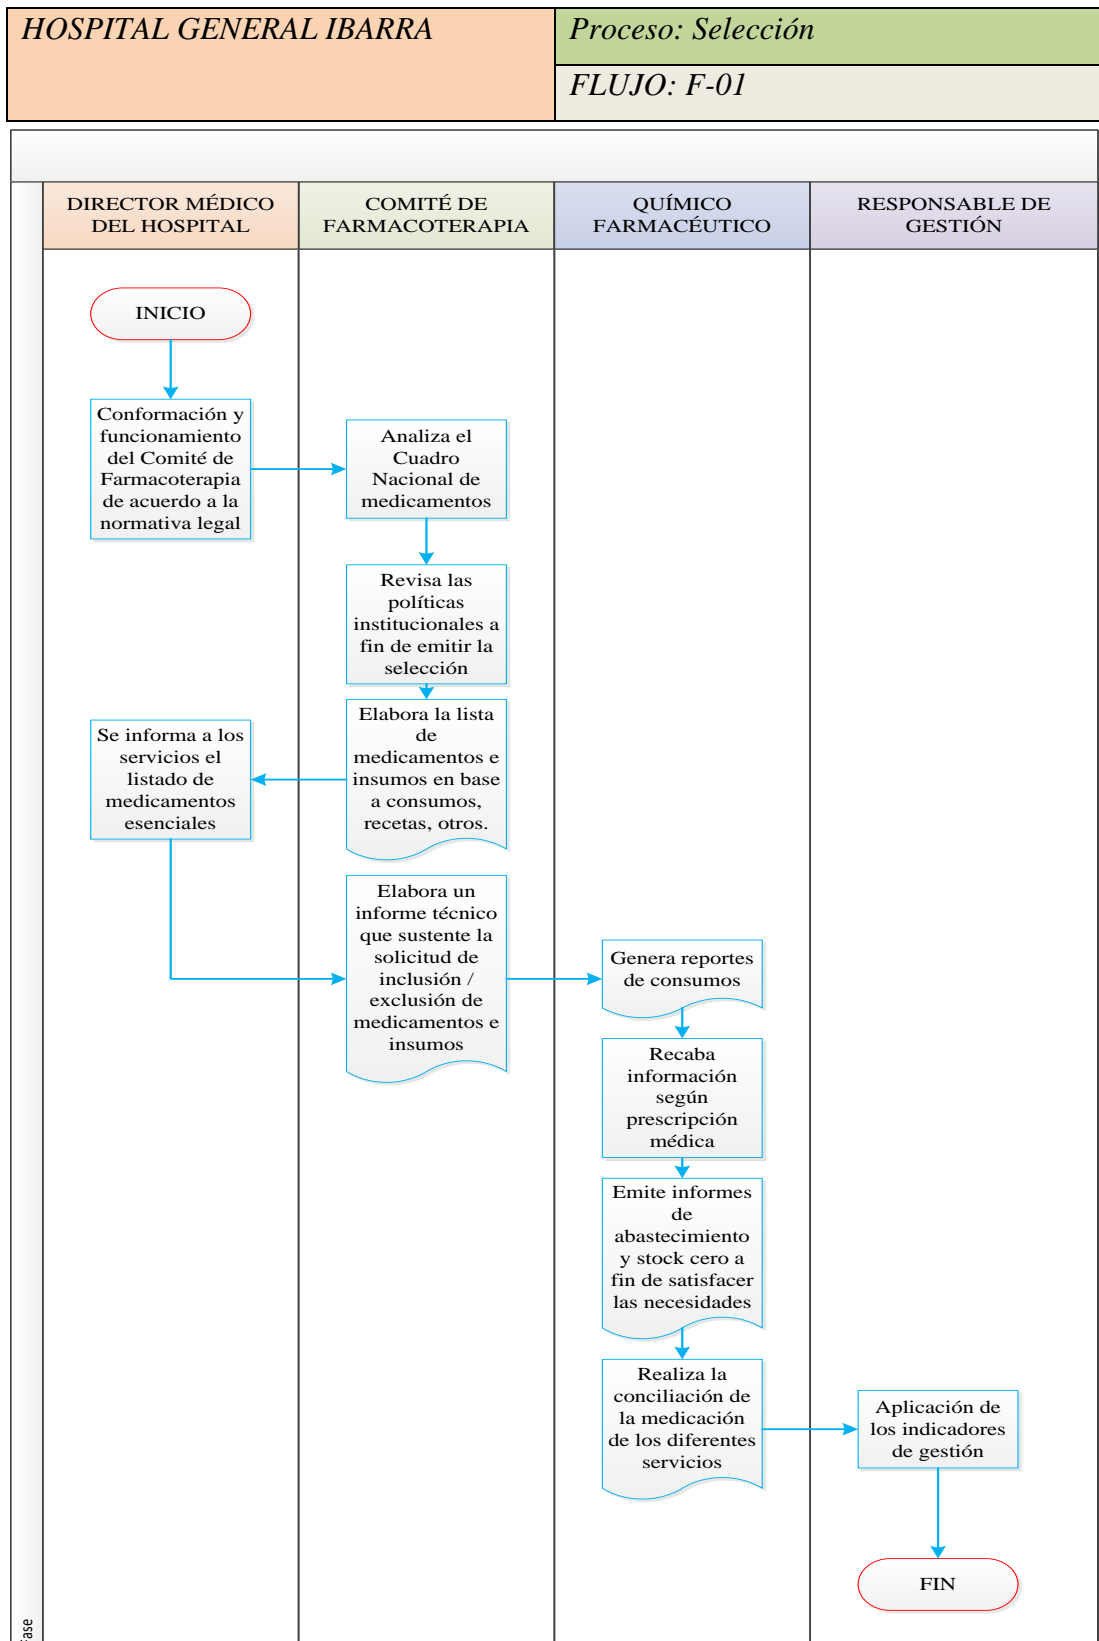 HOSPITAL GENERAL IBARRA
Proceso: Selección
FLUJO: F-01
DIRECTOR MÉDICO
DEL HOSPITAL
COMITÉ DE
FARMACOTERAPIA
QUÍMICO
FARMACÉUTICO
RESPONSABLE DE
GESTIÓN
INICIO
Conformación y
funcionamiento
del Comité de
Farmacoterapia
de acuerdo a la
normativa legal
Analiza el
Cuadro
Nacional de
medicamentos
Revisa las
políticas
institucionales a
fin de emitir la
selección
Elabora la lista
de
medicamentos e
insumos en base
a consumos,
recetas, otros.
Se informa a los
servicios el
listado de
medicamentos
esenciales
Elabora un
informe técnico
que sustente la
solicitud de
inclusión /
exclusión de
medicamentos e
insumos
Genera reportes
de consumos
Recaba
información
según
prescripción
médica
Emite informes
de
abastecimiento
y stock cero a
fin de satisfacer
las necesidades
Realiza la
conciliación de
la medicación
de los diferentes
servicios
Aplicación de
los indicadores
de gestión
FIN